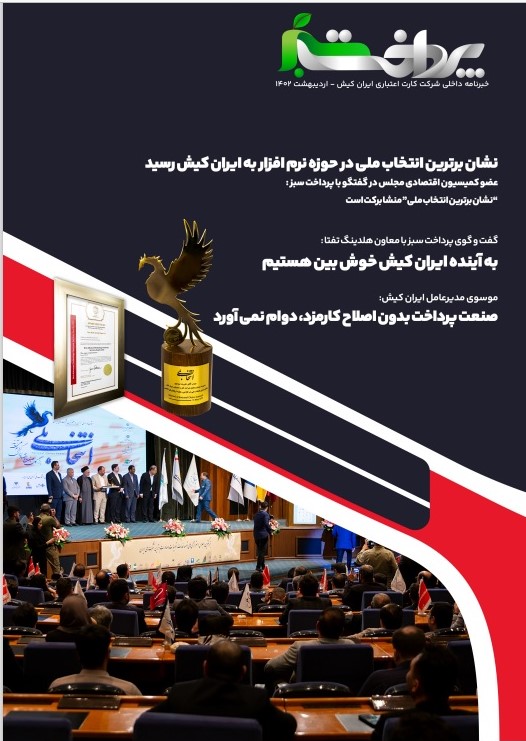 پرداخت سبز
خبرنامه داخلی شرکت کارت اعتباری ایران کیش - اردیبهشت ۱۴۰۲
نشان برترین انتخاب ملی در حوزه نرم افزار به ایران کیش رسید
عضو کمیسیون اقتصادی مجلس در گفتگو با پرداخت سبز :
"نشان برترین انتخاب ملی" منشا برکت است
گفت و گوی پرداخت سبز با معاون هلدینگ تفتا :
به آینده ایران کیش خوش بین هستیم
موسوی مدیرعامل ایران کیش:
صنعت پرداخت بدون اصلاح کارمزد، دوام نمی آورد
انتخاب ملی